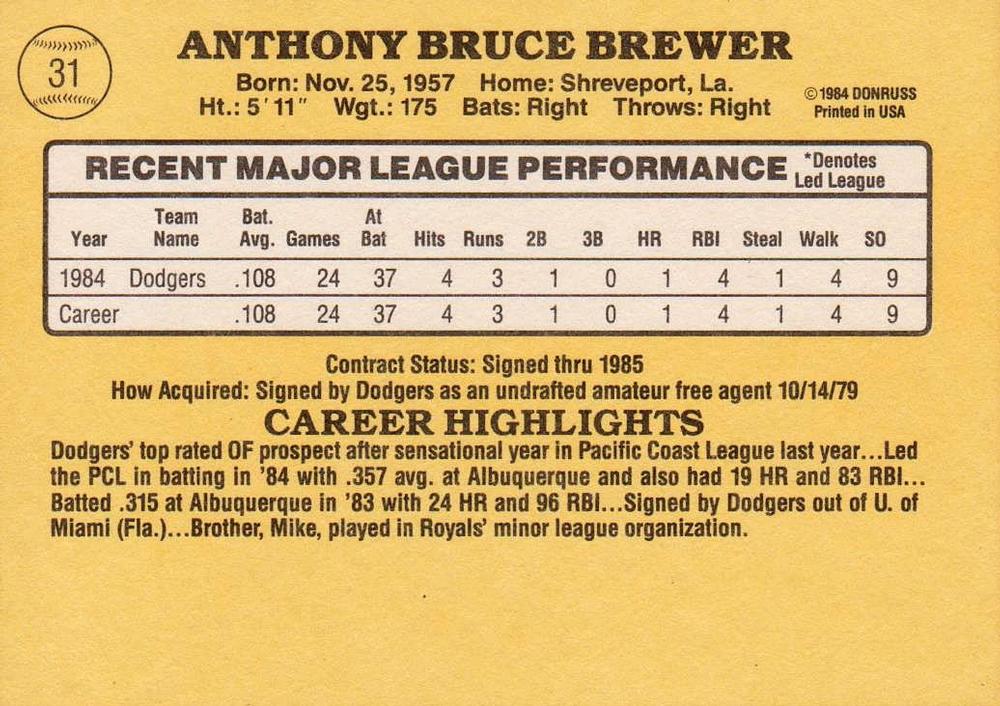 31
ANTHONY BRUCE BREWER
Born: Nov. 25, 1957 Home: Shreveport, La.
Ht.: 5'11" Wgt.: 175 Bats: Right Throws: Right
©1984 DONRUSS
Printed in USA
RECENT MAJOR LEAGUE PERFORMANCE *Denotes
Led League
Year Team Name Bat. Avg. Games At Bat Hits Runs 2B 3B HR RBI Steal Walk SO
1984 Dodgers .108 24 37 4 3 1 0 1 4 1 4 9
Career .108 24 37 4 3 1 0 1 4 1 4 9
Contract Status: Signed thru 1985
How Acquired: Signed by Dodgers as an undrafted amateur free agent 10/14/79
CAREER HIGHLIGHTS
Dodgers' top rated OF prospect after sensational year in Pacific Coast League last year...Led
the PCL in batting in '84 with .357 avg. at Albuquerque and also had 19 HR and 83 RBI...
Batted .315 at Albuquerque in '83 with 24 HR and 96 RBI...Signed by Dodgers out of U. of
Miami (Fla.)...Brother, Mike, played in Royals' minor league organization.